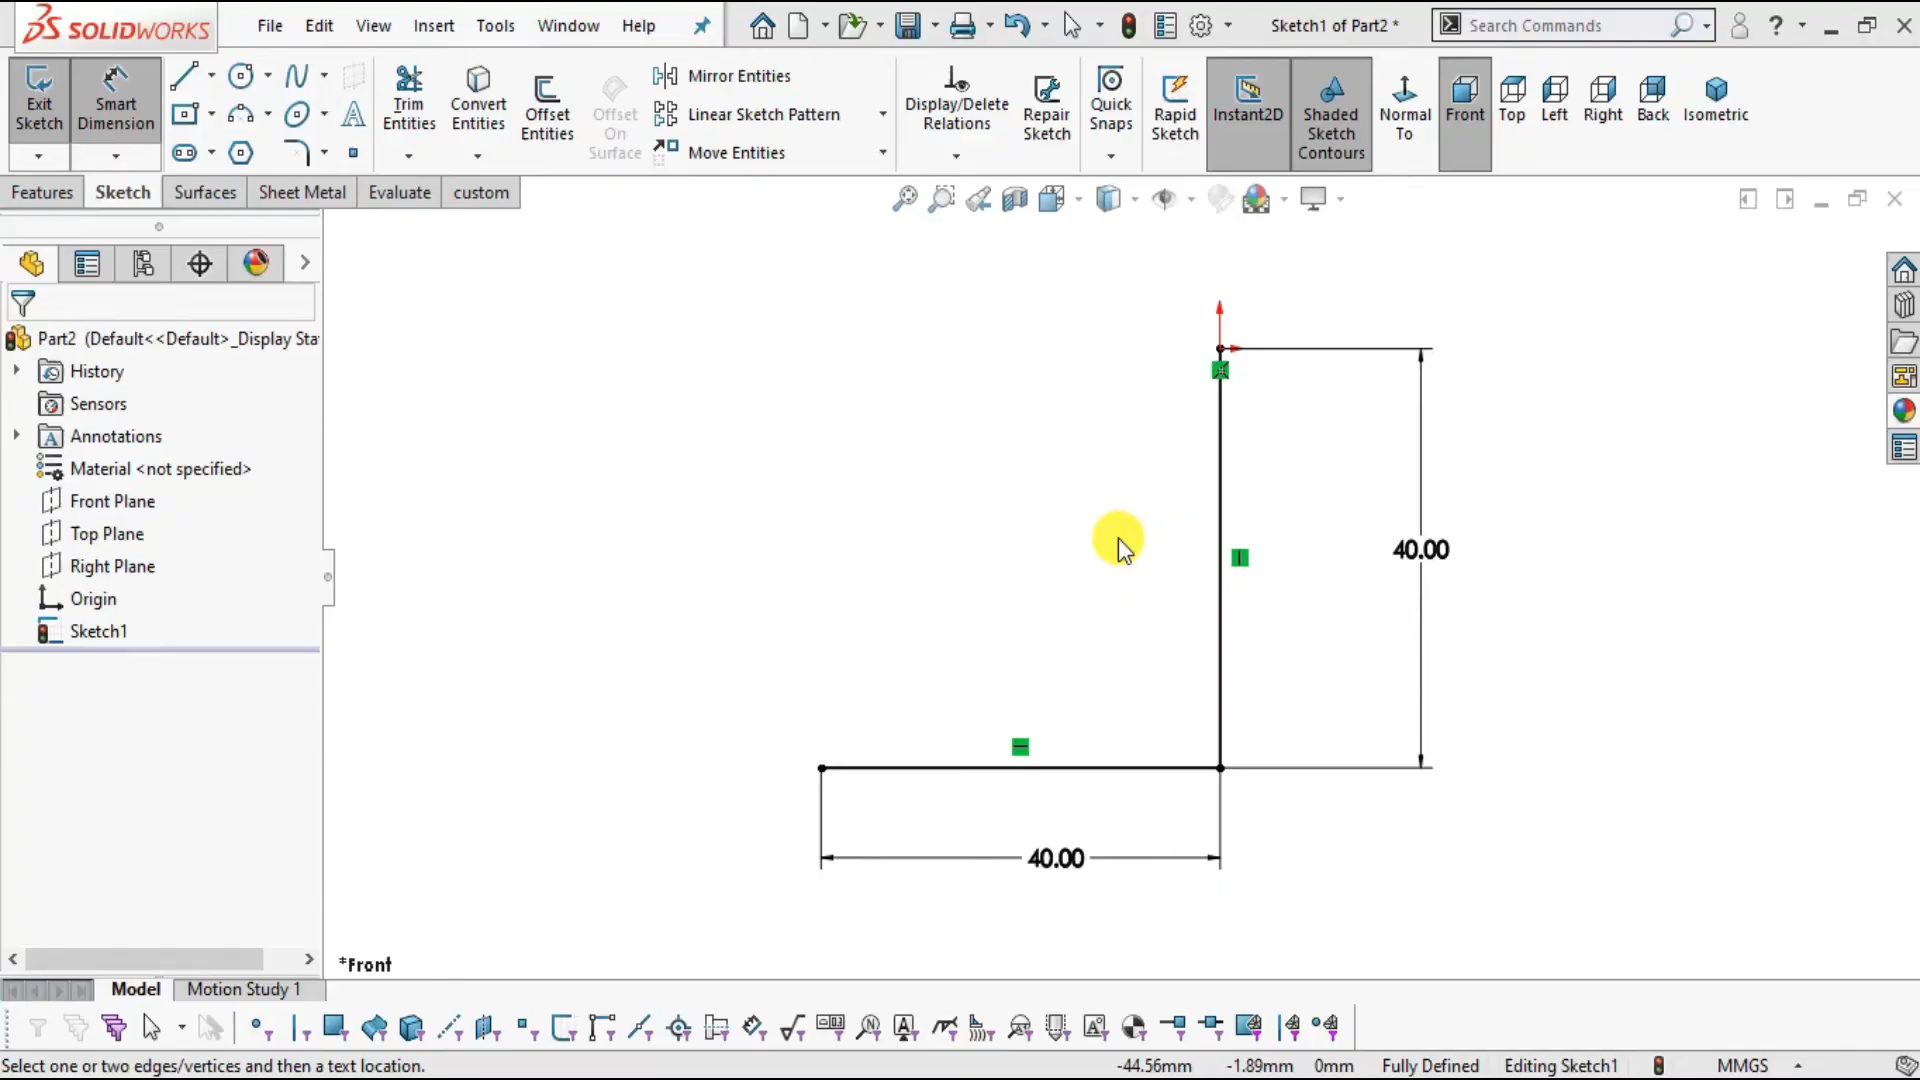 SOLIDWORKS File Edit View Insert Tools Window Help Sketch1 of Part2 * Search Commands ?
Exit Sketch
Smart Dimension
Trim Entities
Convert Entities
Offset Entities
Offset On Surface
Mirror Entities
Linear Sketch Pattern
Move Entities
Display/Delete Relations
Repair Sketch
Quick Snaps
Rapid Sketch
Instant2D
Shaded Sketch Contours
Normal To
Front
Top
Left
Right
Back
Isometric
Features Sketch Surfaces Sheet Metal Evaluate custom
Part2 (Default<<Default>_Display Sta
History
Sensors
Annotations
Material <not specified>
Front Plane
Top Plane
Right Plane
Origin
Sketch1
40.00
40.00
*Front
Model Motion Study 1
Select one or two edges/vertices and then a text location. -44.56mm -1.89mm 0mm Fully Defined Editing Sketch1 MMGS